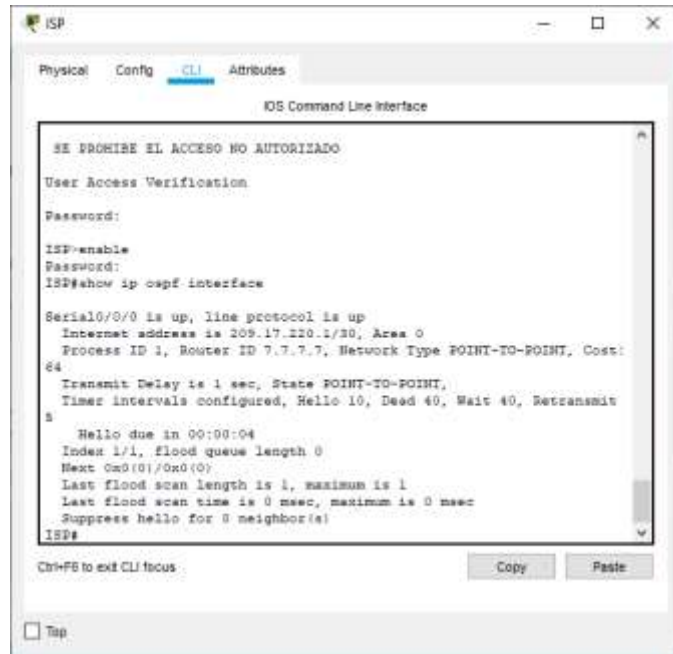 ISP
Physical Config CLI Attributes
IOS Command Line Interface
SE PROHIBE EL ACCESO NO AUTORIZADO
User Access Verification
Password:
ISP>enable
Password:
ISP#show ip ospf interface
Serial0/0/0 is up, line protocol is up
Internet address is 209.17.220.1/30, Area 0
Process ID 1, Router ID 7.7.7.7, Network Type POINT-TO-POINT, Cost:
64
Transmit Delay is 1 sec, State POINT-TO-POINT,
Timer intervals configured, Hello 10, Dead 40, Wait 40, Retransmit
5
Hello due in 00:00:04
Index 1/1, flood queue length 0
Next 0x0(0)/0x0(0)
Last flood scan length is 1, maximum is 1
Last flood scan time is 0 msec, maximum is 0 msec
Suppress hello for 0 neighbor(s)
ISP#
Ctrl+F6 to exit CLI focus
Copy Paste
Top